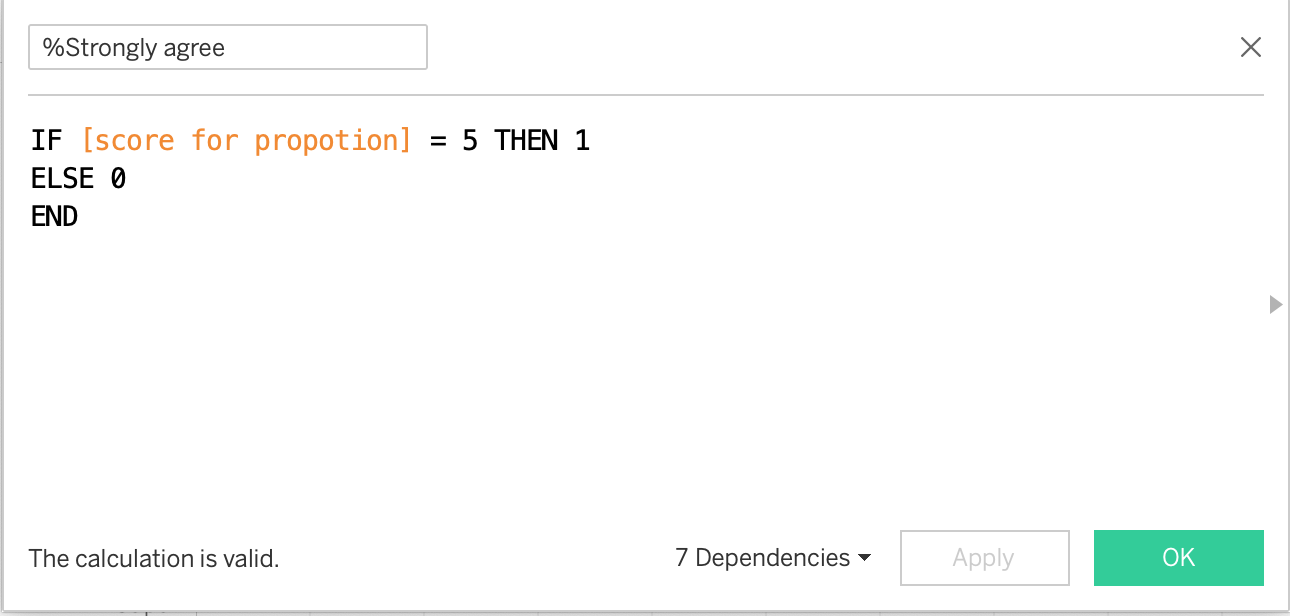 %Strongly agree
IF [score for propotion] = 5 THEN 1
ELSE 0
END
The calculation is valid.
7 Dependencies
Apply
OK